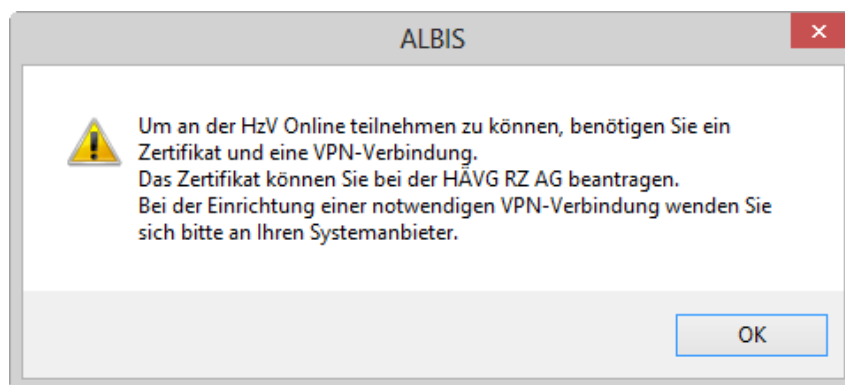 ALBIS
Um an der HzV Online teilnehmen zu können, benötigen Sie ein
Zertifikat und eine VPN-Verbindung.
Das Zertifikat können Sie bei der HÄVG RZ AG beantragen.
Bei der Einrichtung einer notwendigen VPN-Verbindung wenden Sie
sich bitte an Ihren Systemanbieter.
OK